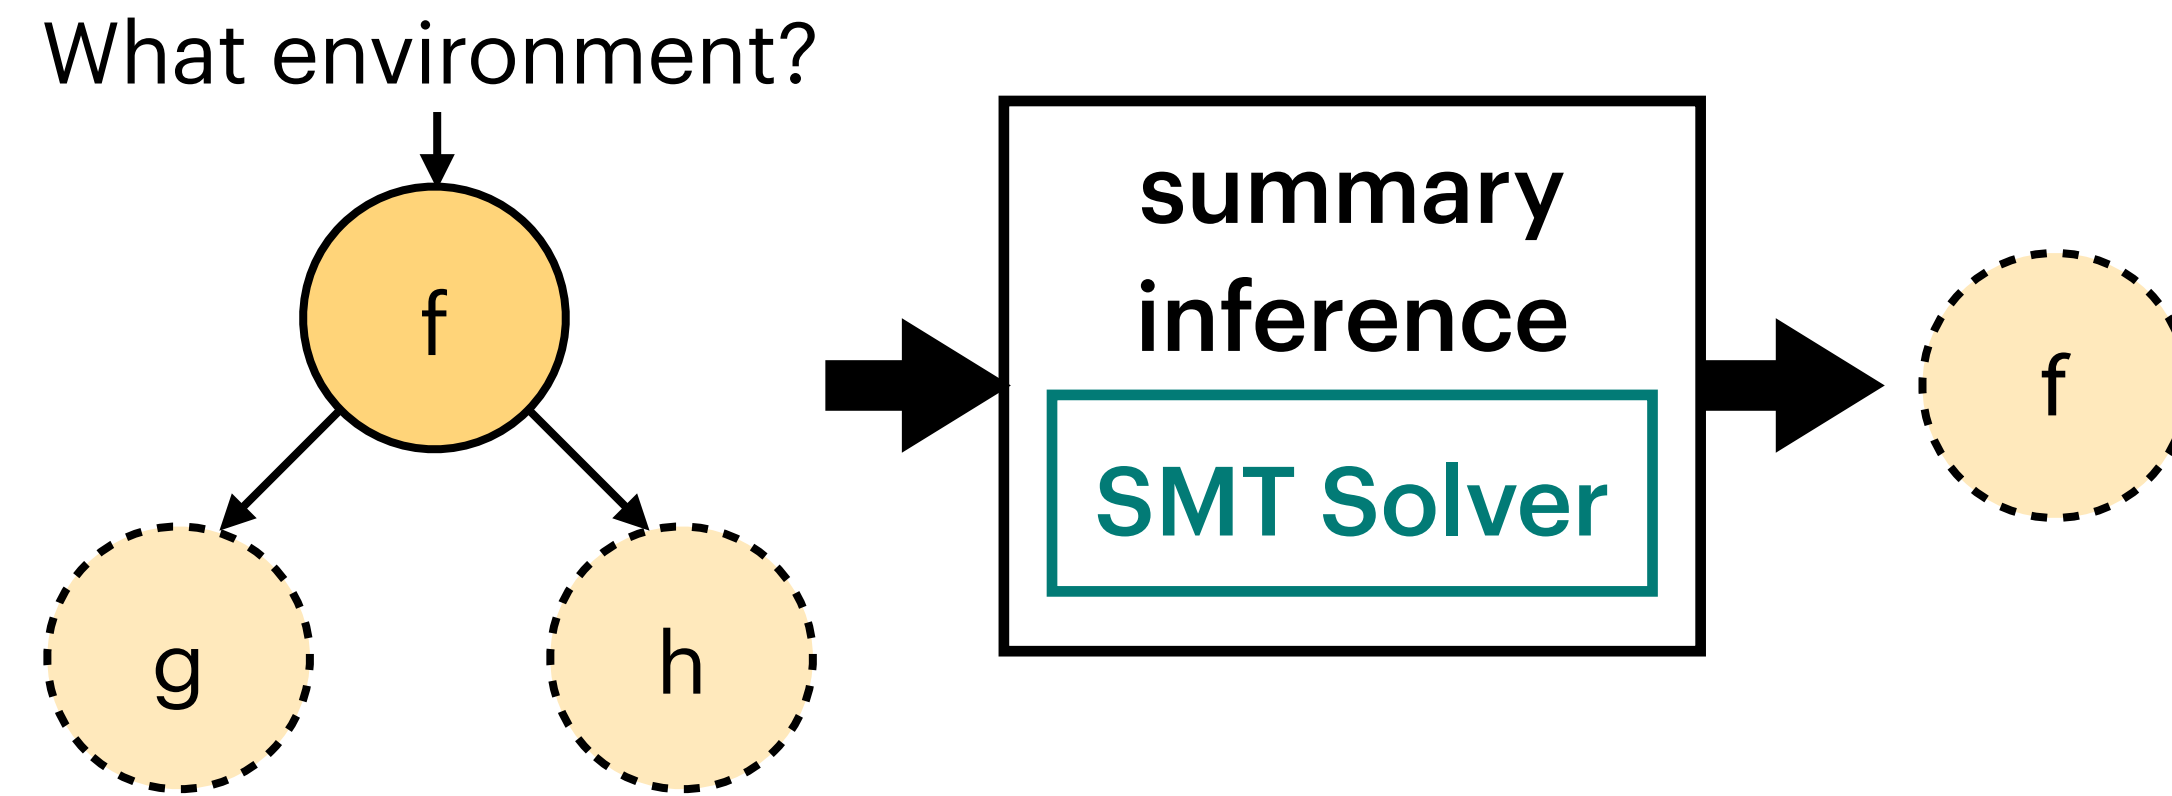 What environment?
f
g
h
summary
inference
SMT Solver
f